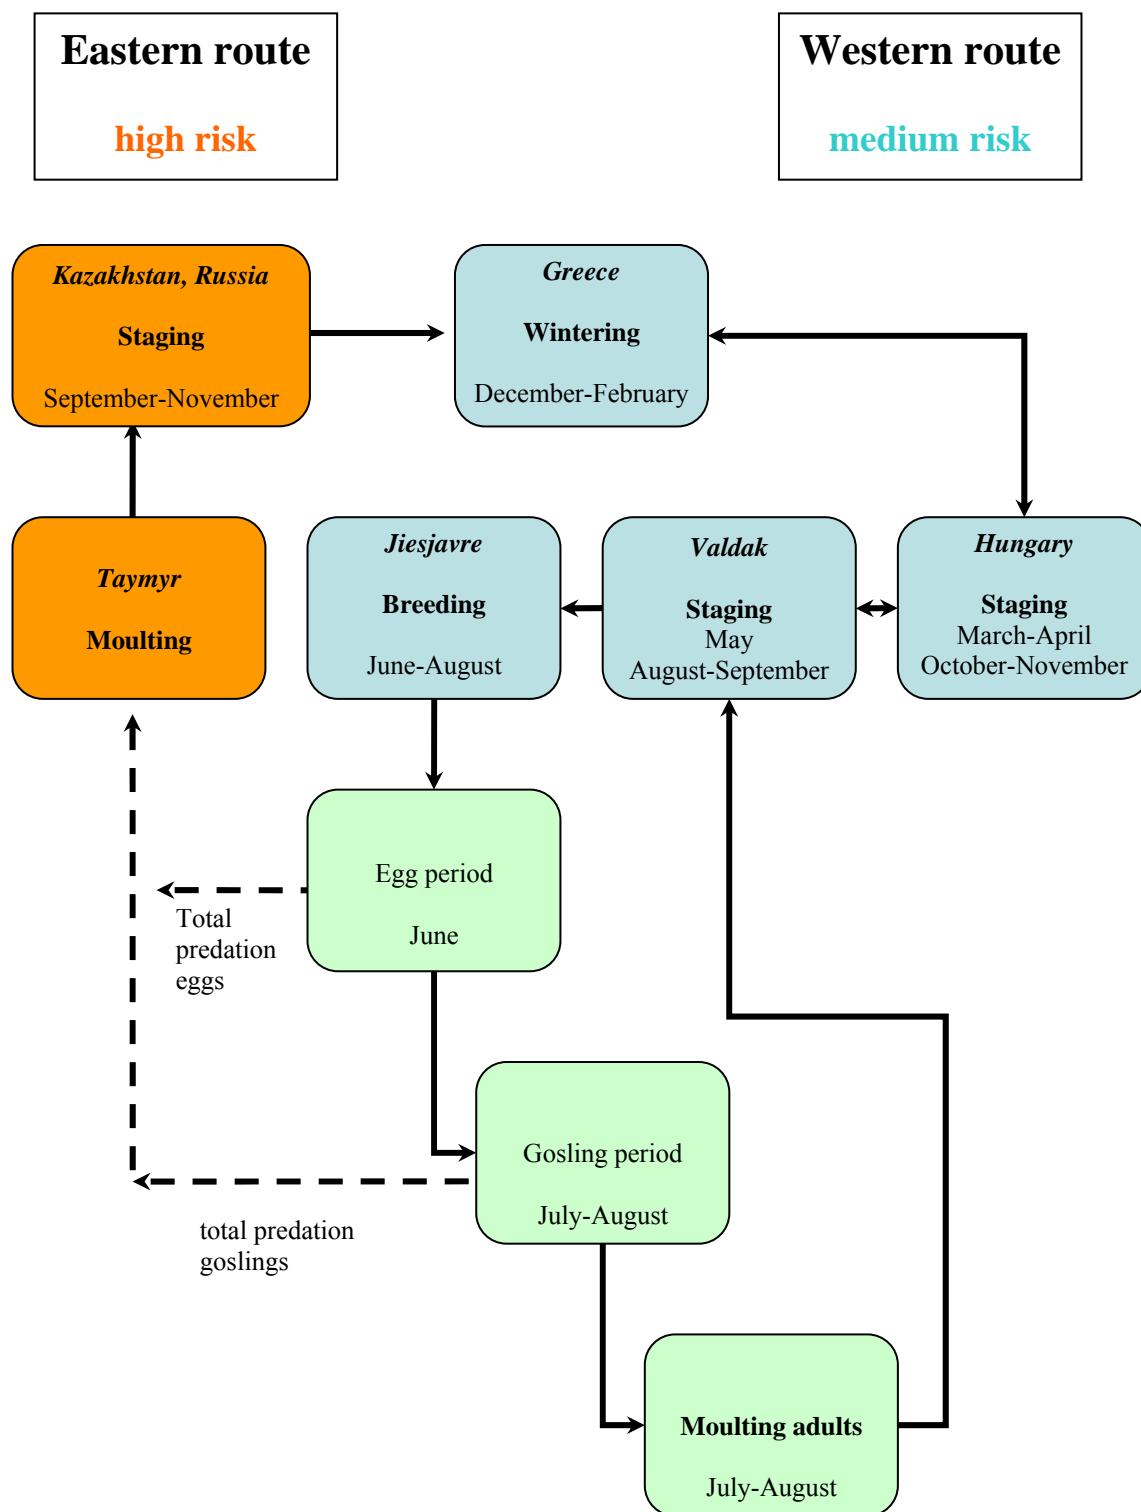 Eastern route
high risk
Western route
medium risk
Kazakhstan, Russia
Staging
September-November
Greece
Wintering
December-February
Taymyr
Moulting
Jiesjavre
Breeding
June-August
Valdak
Staging
May
August-September
Hungary
Staging
March-April
October-November
Egg period
June
Total
predation
eggs
Gosling period
July-August
total predation
goslings
Moulting adults
July-August